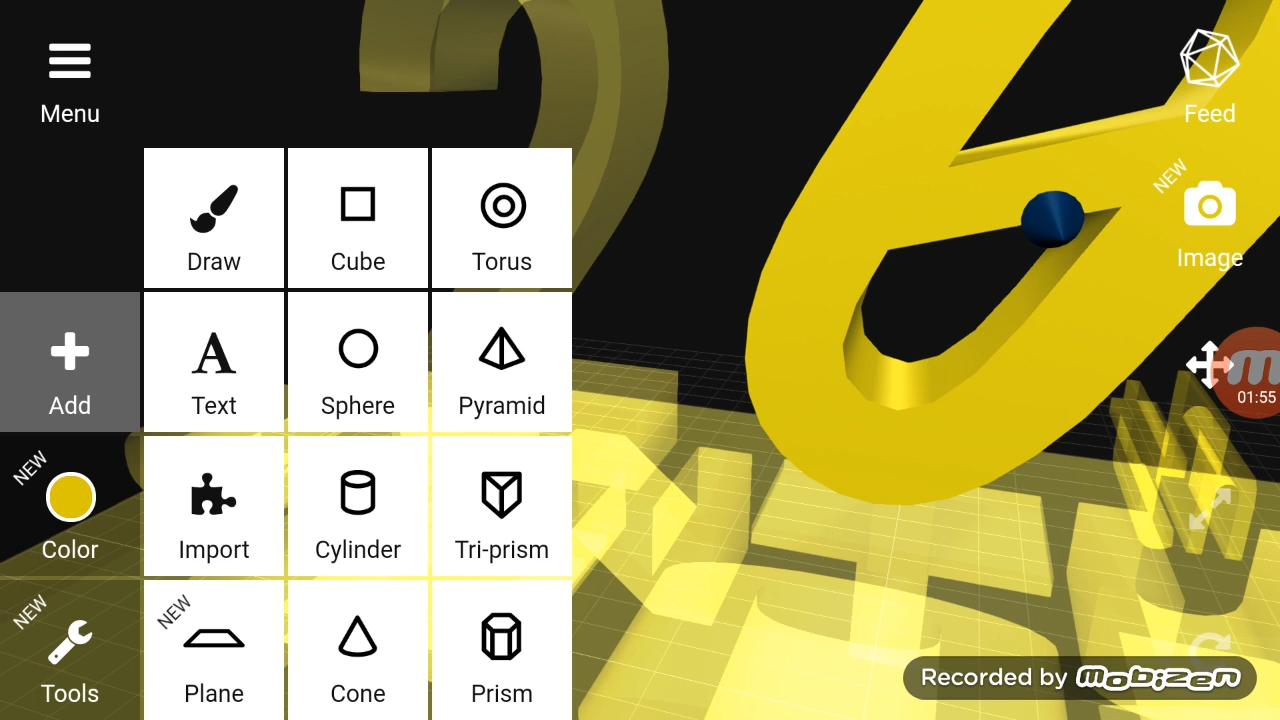 Menu
Feed
NEW
Image
Draw
Cube
Torus
Add
A
Text
Sphere
Pyramid
01:55
NEW
Color
Import
Cylinder
Tri-prism
NEW
Tools
NEW
Plane
Cone
Prism
Recorded by mobizen